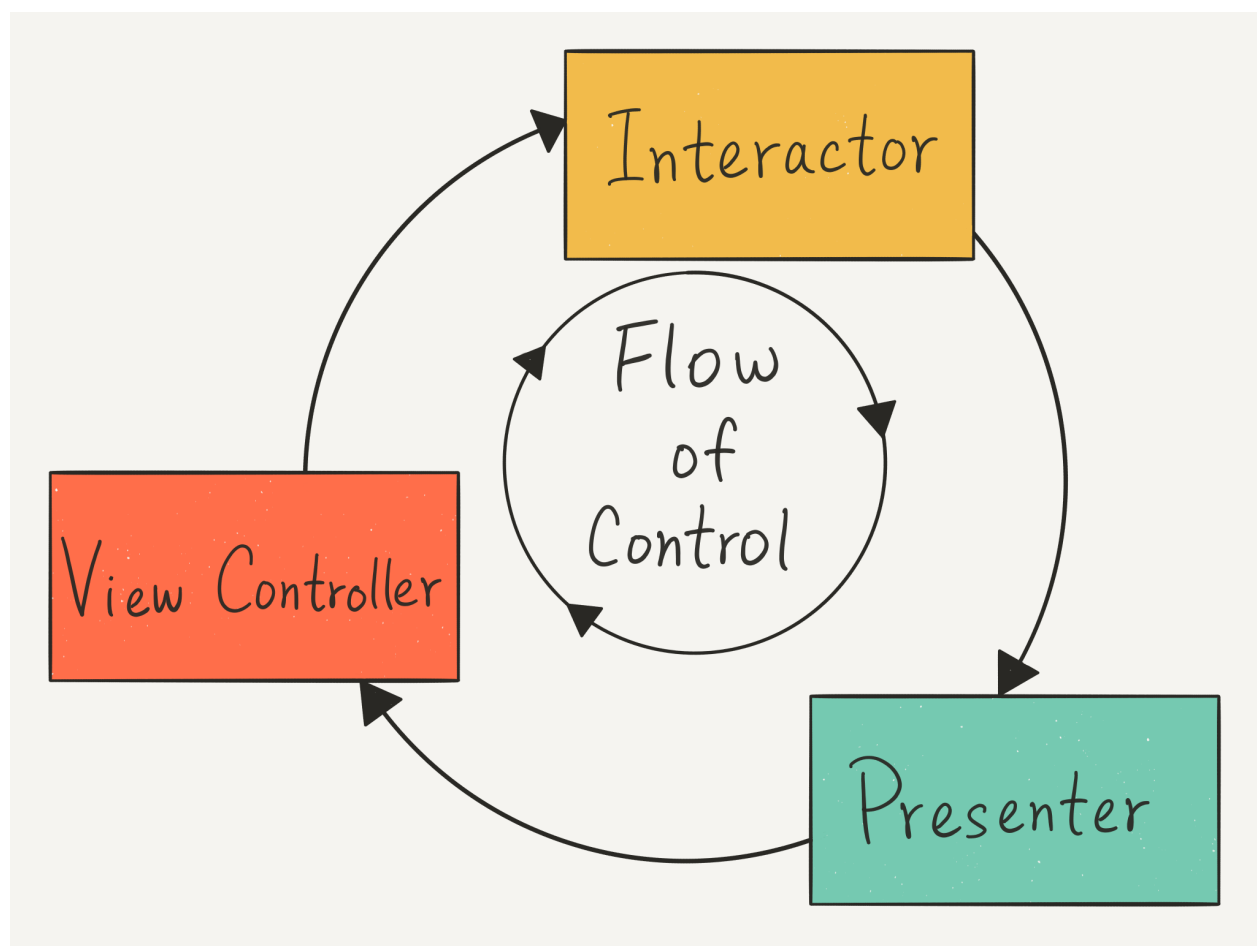 Interactor
Flow
of
Control
View Controller
Presenter